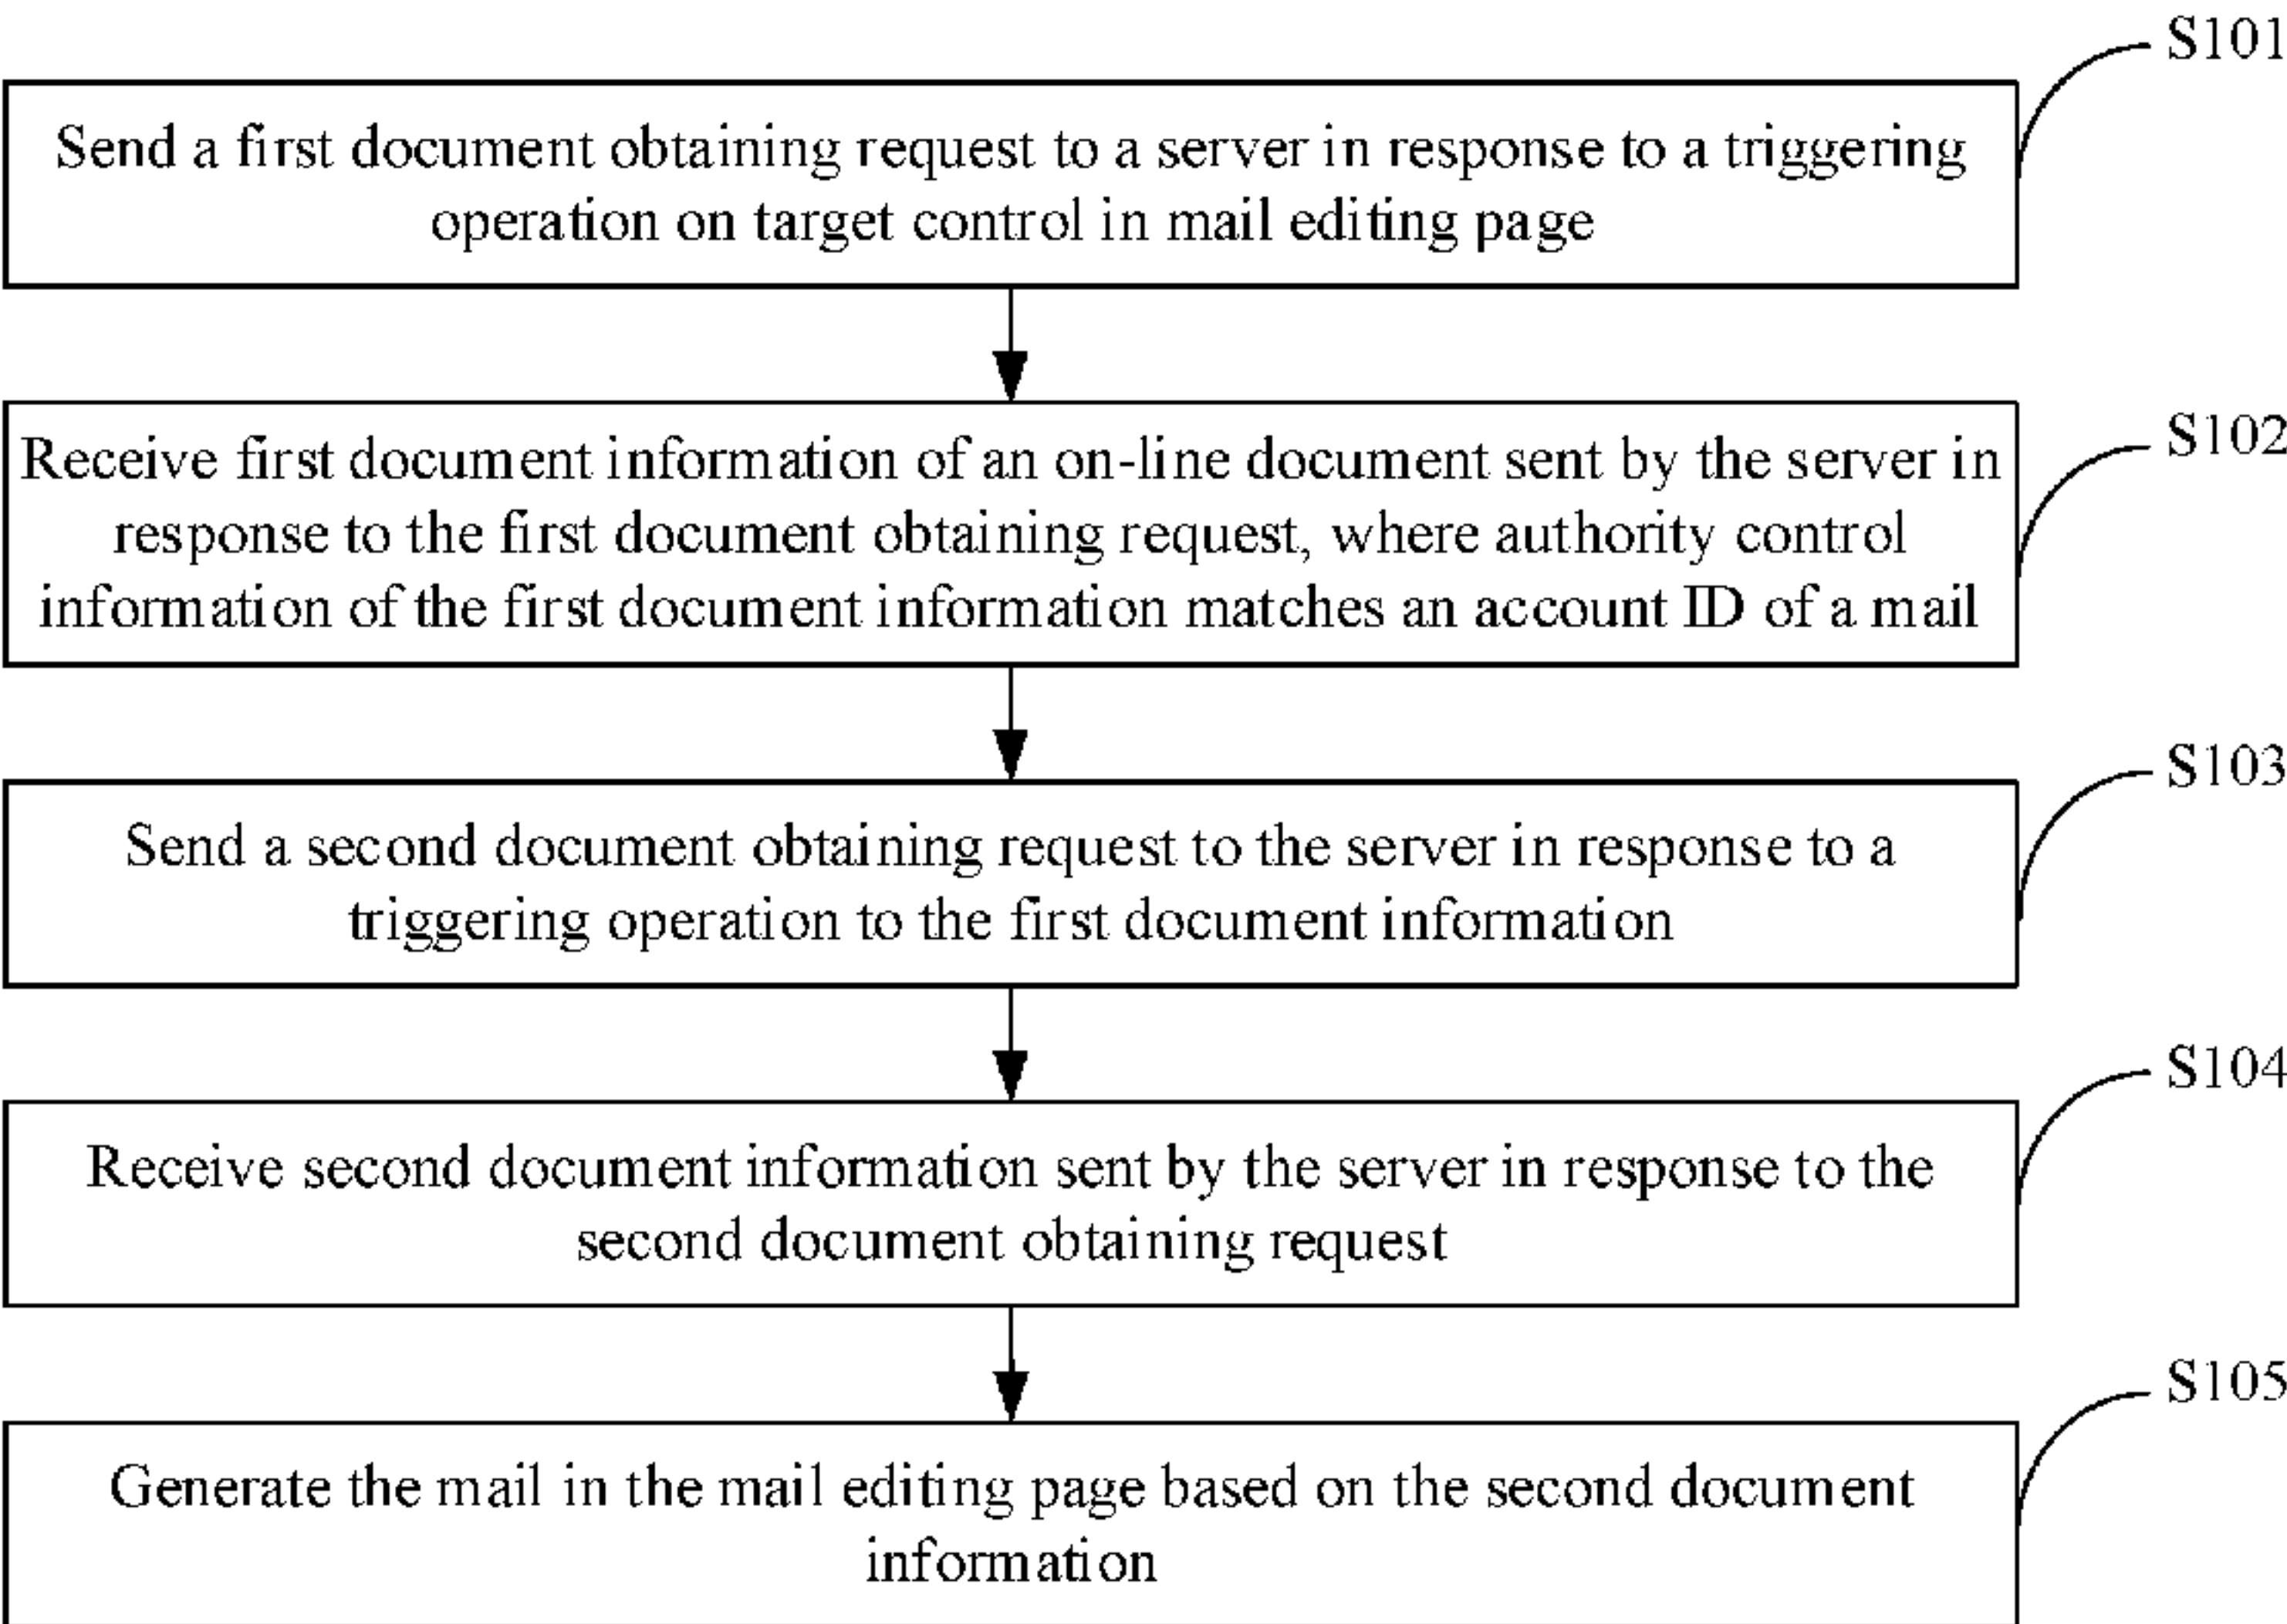 S101
Send a first document obtaining request to a server in response to a triggering
operation on target control in mail editing page
S102
Receive first document information of an on-line document sent by the server in
response to the first document obtaining request, where authority control
information of the first document information matches an account ID of a mail
S103
Send a second document obtaining request to the server in response to a
triggering operation to the first document information
S104
Receive second document information sent by the server in response to the
second document obtaining request
S105
Generate the mail in the mail editing page based on the second document
information